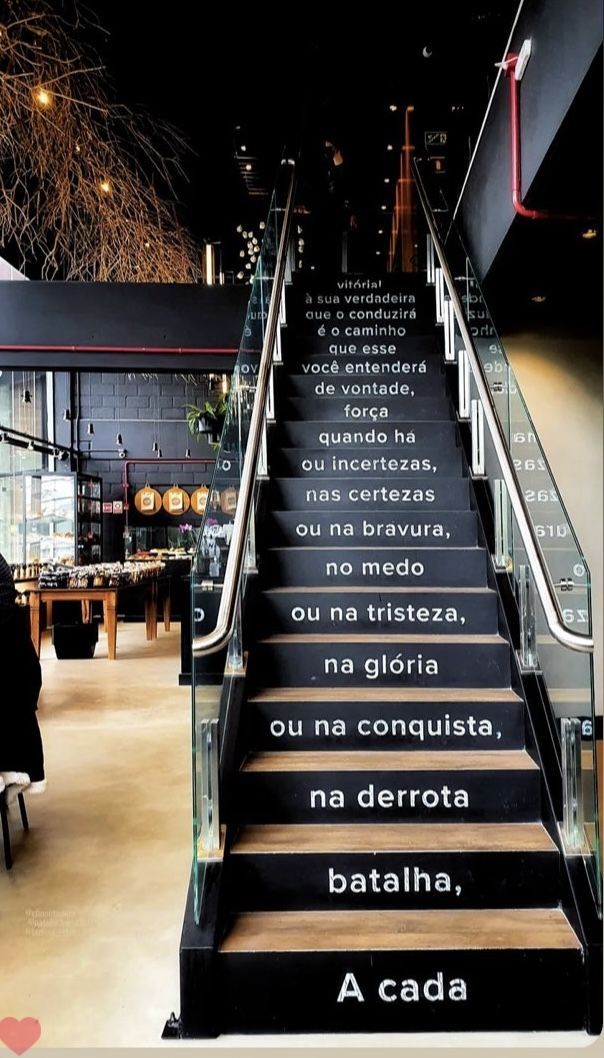 A cada
batalha,
na derrota
ou na conquista,
na glória
ou na tristeza,
no medo
ou na bravura,
nas certezas
ou incertezas,
quando há
força
de vontade,
você entenderá
que esse
é o caminho
que o conduzirá
à sua verdadeira
vitória!